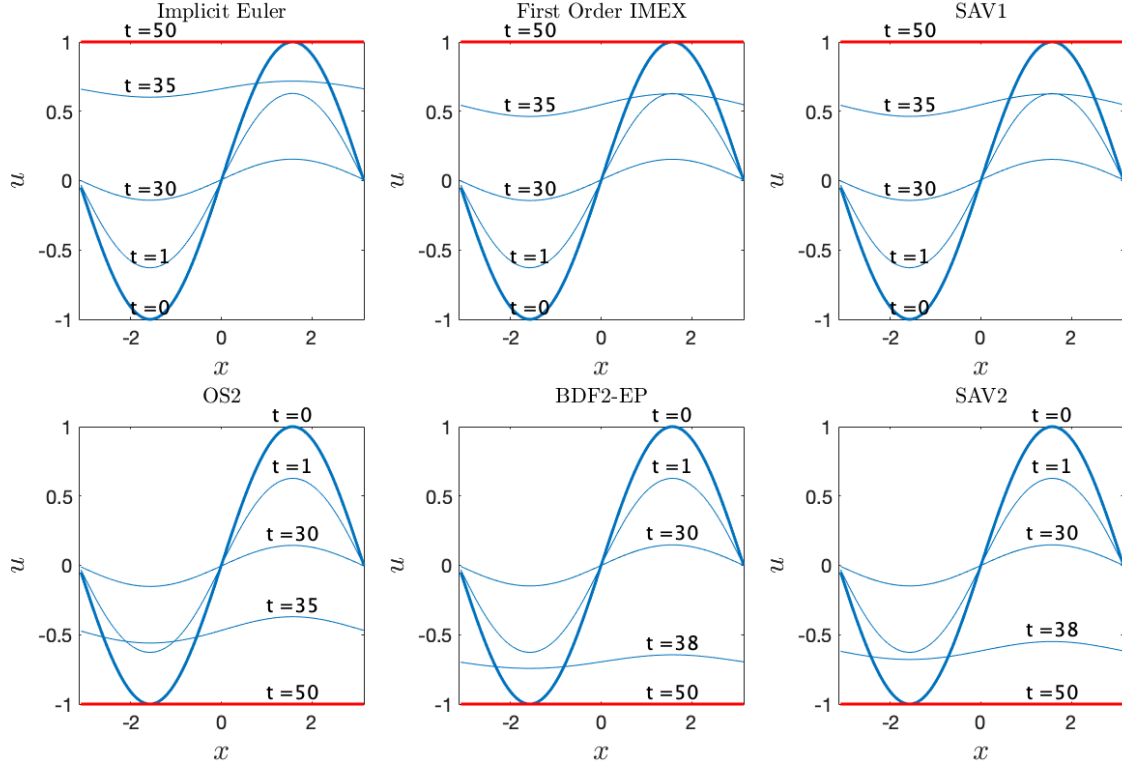 Implicit Euler
t =50
1
t =35
0.5
u
0
t =30
-0.5
t =1
t =0
-1
-2 0 2
x
First Order IMEX
t =50
1
t =35
0.5
u
0
t =30
-0.5
t =1
t =0
-1
-2 0 2
x
SAV1
t =50
1
t =35
0.5
u
0
t =30
-0.5
t =1
t =0
-1
-2 0 2
x
OS2
t =0
1
t =1
0.5
t =30
u
0
t =35
-0.5
t =50
-1
-2 0 2
x
BDF2-EP
t =0
1
t =1
0.5
t =30
u
0
-0.5
t =38
t =50
-1
-2 0 2
x
SAV2
t =0
1
t =1
0.5
t =30
u
0
-0.5
t =38
t =50
-1
-2 0 2
x